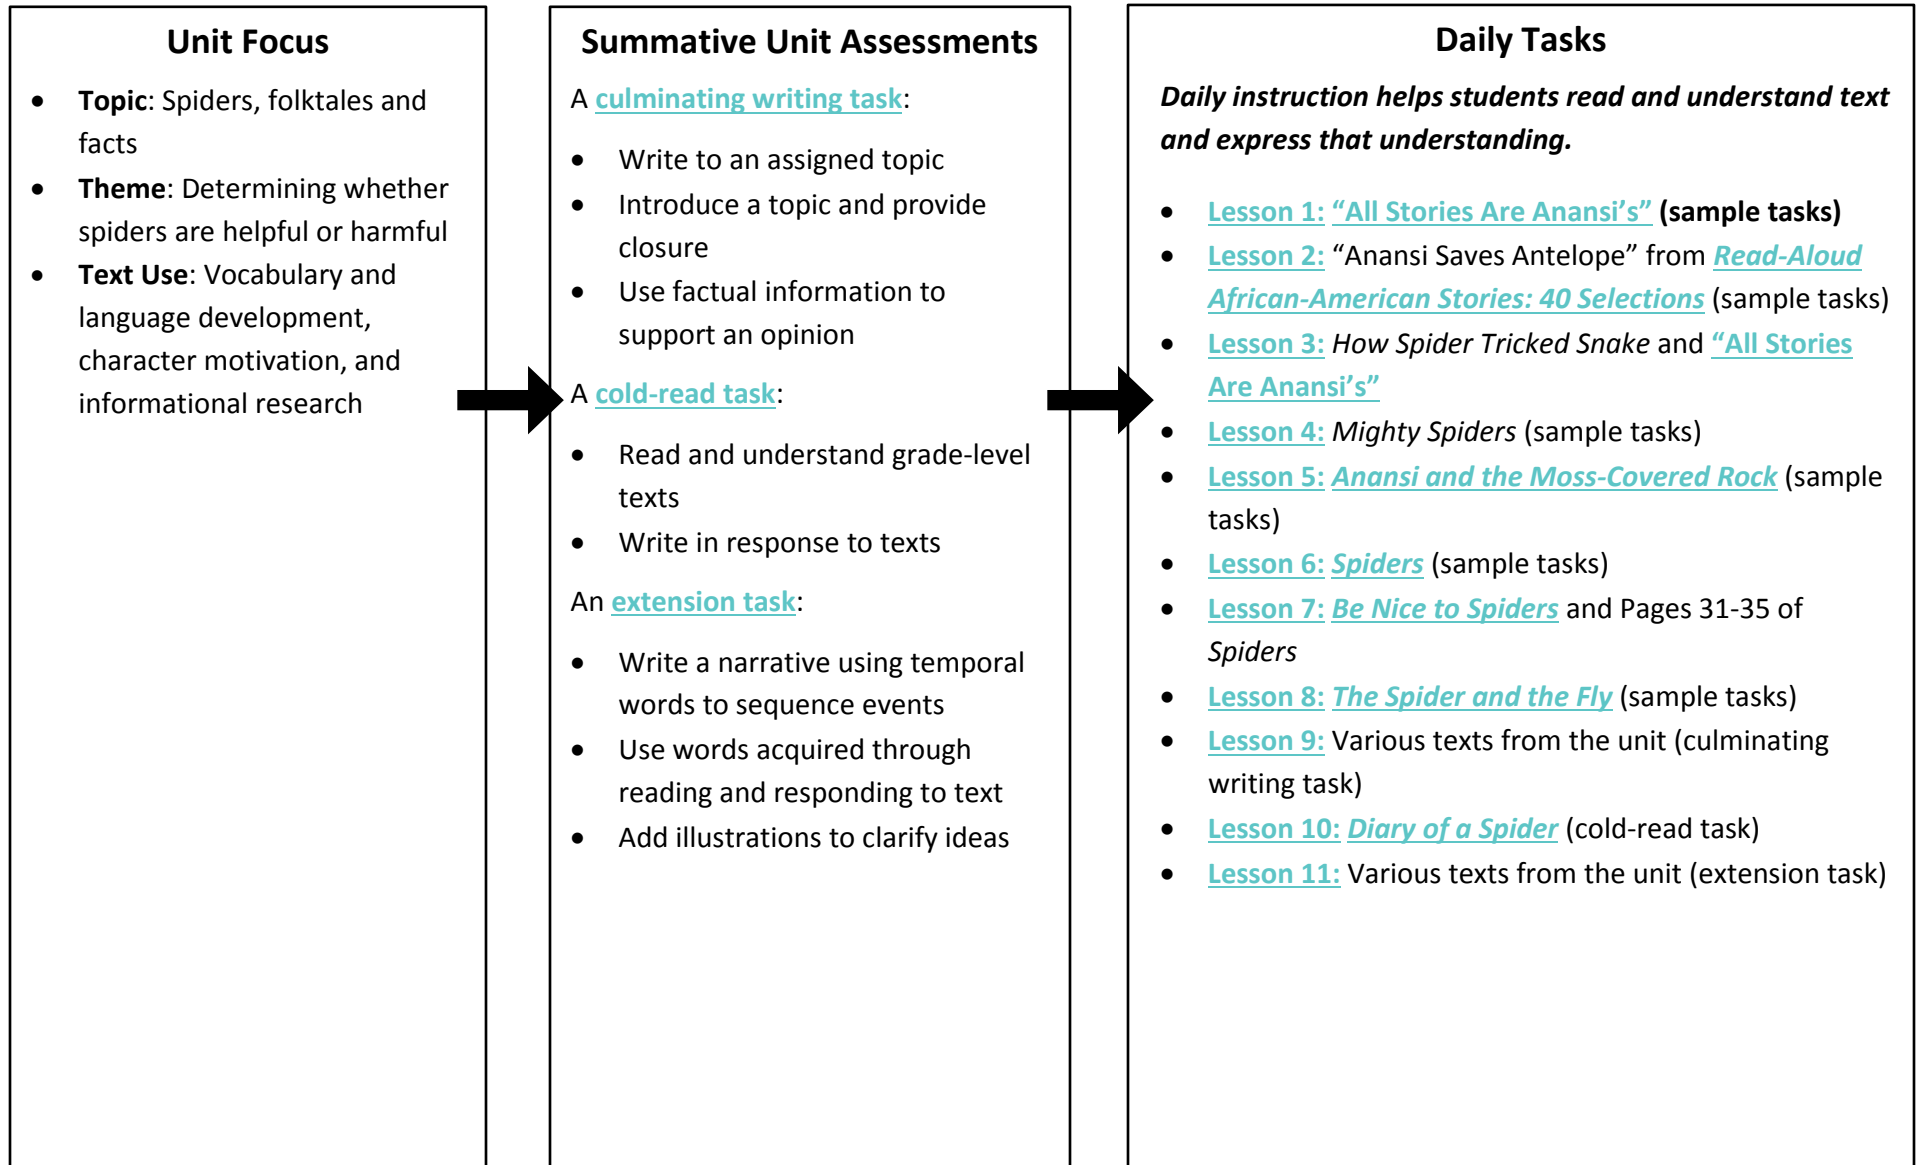 Unit Focus
• Topic: Spiders, folktales and
facts
• Theme: Determining whether
spiders are helpful or harmful
• Text Use: Vocabulary and
language development,
character motivation, and
informational research
Summative Unit Assessments
A culminating writing task:
• Write to an assigned topic
• Introduce a topic and provide
closure
• Use factual information to
support an opinion
A cold-read task:
• Read and understand grade-level
texts
• Write in response to texts
An extension task:
• Write a narrative using temporal
words to sequence events
• Use words acquired through
reading and responding to text
• Add illustrations to clarify ideas
Daily Tasks
Daily instruction helps students read and understand text
and express that understanding.
• Lesson 1: “All Stories Are Anansi’s” (sample tasks)
• Lesson 2: “Anansi Saves Antelope” from Read-Aloud
African-American Stories: 40 Selections (sample tasks)
• Lesson 3: How Spider Tricked Snake and “All Stories
Are Anansi’s”
• Lesson 4: Mighty Spiders (sample tasks)
• Lesson 5: Anansi and the Moss-Covered Rock (sample
tasks)
• Lesson 6: Spiders (sample tasks)
• Lesson 7: Be Nice to Spiders and Pages 31-35 of
Spiders
• Lesson 8: The Spider and the Fly (sample tasks)
• Lesson 9: Various texts from the unit (culminating
writing task)
• Lesson 10: Diary of a Spider (cold-read task)
• Lesson 11: Various texts from the unit (extension task)